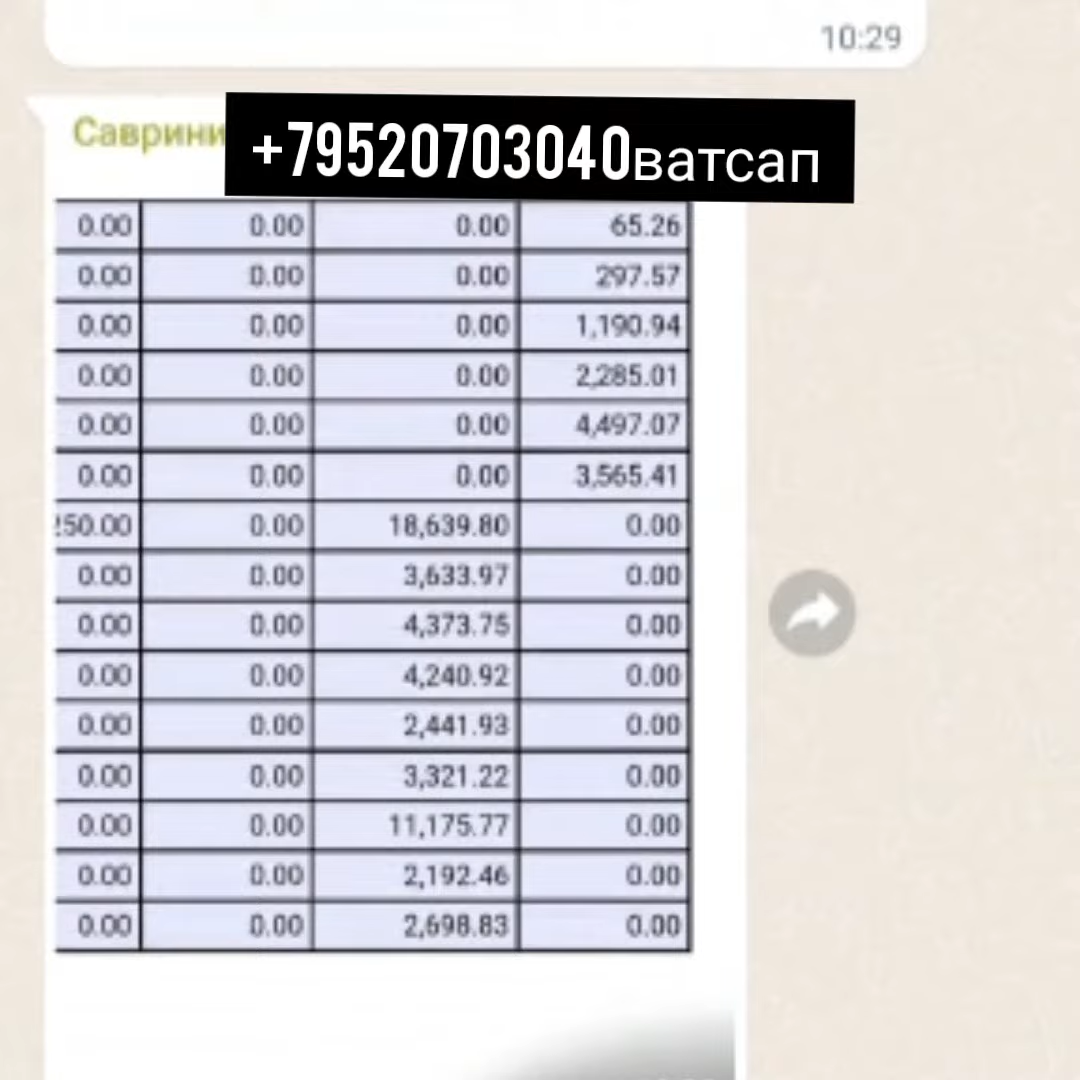 10:29
Саврини
+79520703040ватсап
0.00 0.00 0.00 65.26
0.00 0.00 0.00 297.57
0.00 0.00 0.00 1,190.94
0.00 0.00 0.00 2,285.01
0.00 0.00 0.00 4,497.07
0.00 0.00 0.00 3,565.41
250.00 0.00 18,639.80 0.00
0.00 0.00 3,633.97 0.00
0.00 0.00 4,373.75 0.00
0.00 0.00 4,240.92 0.00
0.00 0.00 2,441.93 0.00
0.00 0.00 3,321.22 0.00
0.00 0.00 11,175.77 0.00
0.00 0.00 2,192.46 0.00
0.00 0.00 2,698.83 0.00